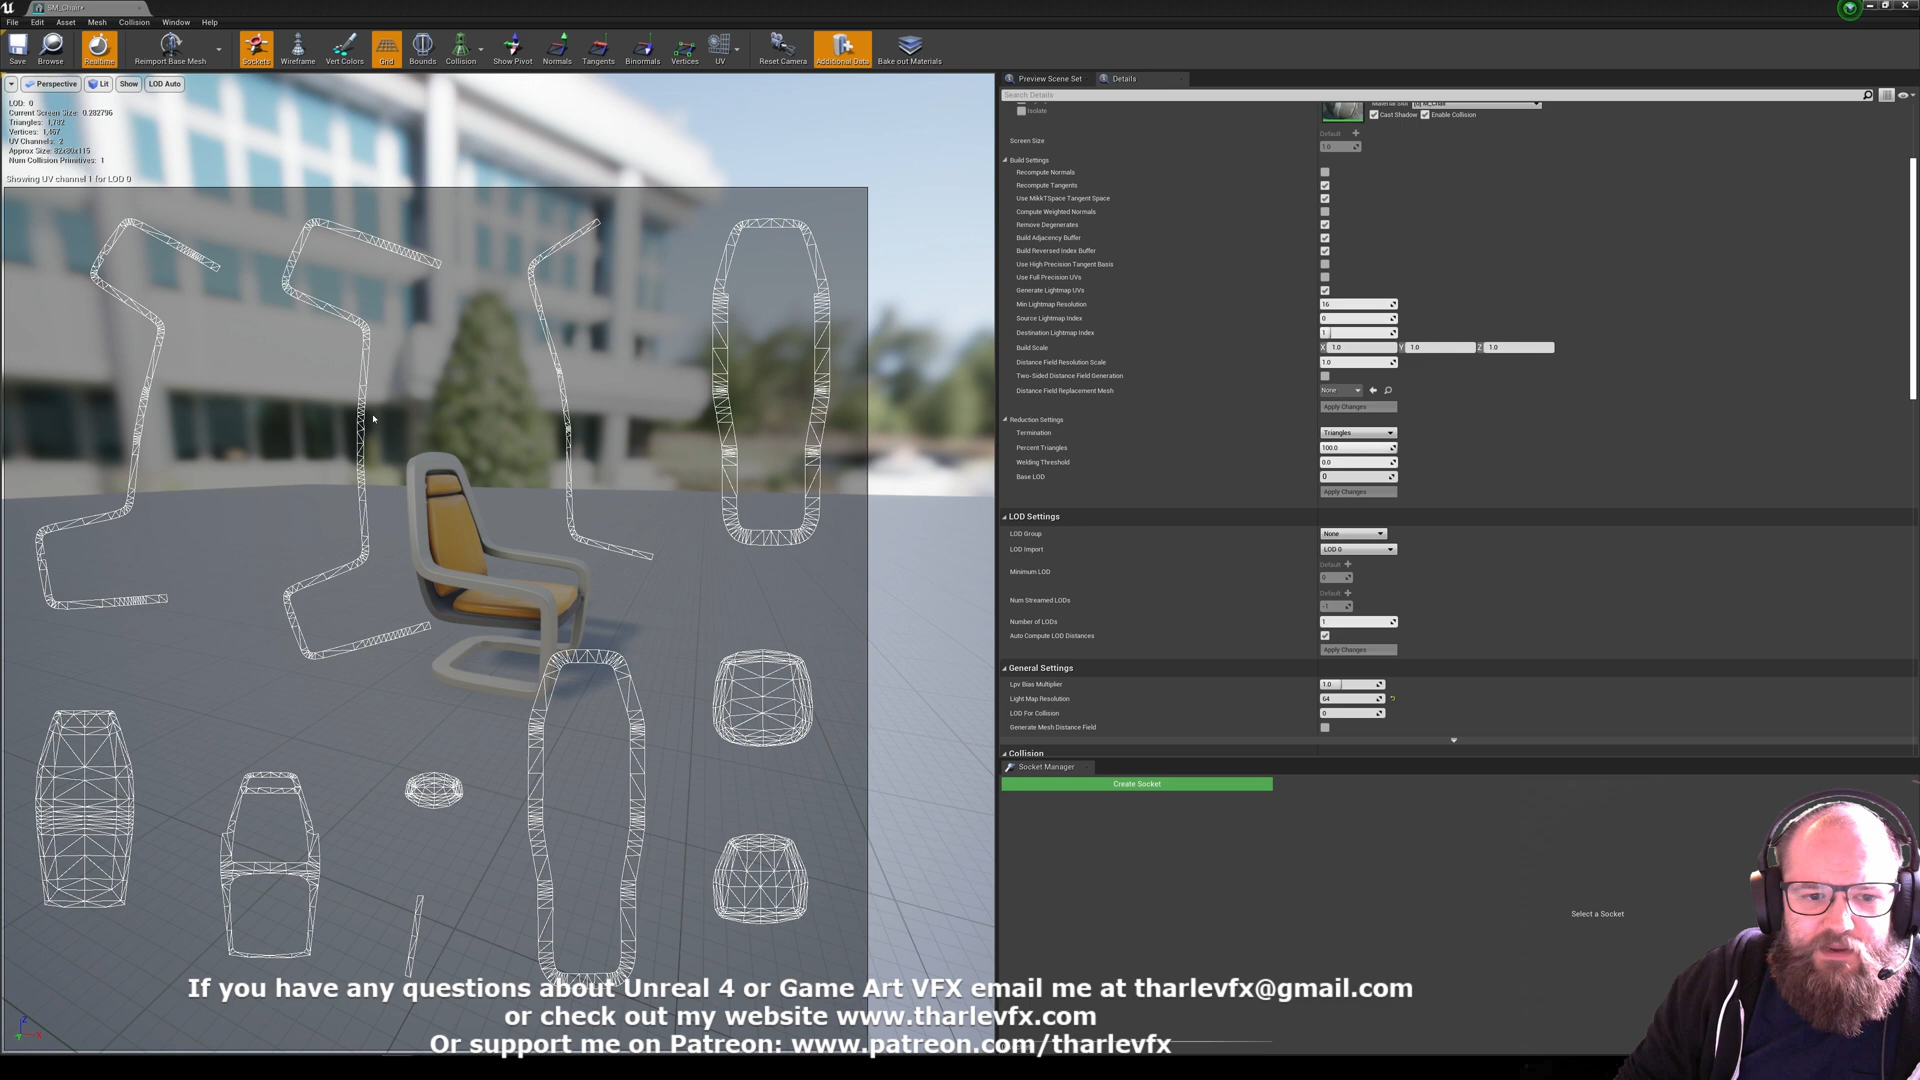 SM_Chair*
File Edit Asset Mesh Collision Window Help
Save Browse Realtime Reimport Base Mesh Sockets Wireframe Vert Colors Grid Bounds Collision Show Pivot Normals Tangents Binormals Vertices UV Reset Camera Additional Data Bake out Materials
Perspective Lit Show LOD Auto
LOD: 0
Current Screen Size: 0.282796
Triangles: 1,782
Vertices: 1,467
UV Channels: 2
Approx Size: 82x80x115
Num Collision Primitives: 1
Showing UV channel 1 for LOD 0
Preview Scene Set Details
Search Details
Isolate
Cast Shadow Enable Collision
Default
Screen Size 1.0
Build Settings
Recompute Normals
Recompute Tangents
Use MikkTSpace Tangent Space
Compute Weighted Normals
Remove Degenerates
Build Adjacency Buffer
Build Reversed Index Buffer
Use High Precision Tangent Basis
Use Full Precision UVs
Generate Lightmap UVs
Min Lightmap Resolution 16
Source Lightmap Index 0
Destination Lightmap Index 1
Build Scale X 1.0 Y 1.0 Z 1.0
Distance Field Resolution Scale 1.0
Two-Sided Distance Field Generation
Distance Field Replacement Mesh None
Apply Changes
Reduction Settings
Termination Triangles
Percent Triangles 100.0
Welding Threshold 0.0
Base LOD 0
Apply Changes
LOD Settings
LOD Group None
LOD Import LOD 0
Default
Minimum LOD 0
Default
Num Streamed LODs -1
Number of LODs 1
Auto Compute LOD Distances
Apply Changes
General Settings
Lpv Bias Multiplier 1.0
Light Map Resolution 64
LOD For Collision 0
Generate Mesh Distance Field
Collision
Socket Manager
Create Socket
Select a Socket
If you have any questions about Unreal 4 or Game Art VFX email me at tharlevfx@gmail.com
or check out my website www.tharlevfx.com
Or support me on Patreon: www.patreon.com/tharlevfx